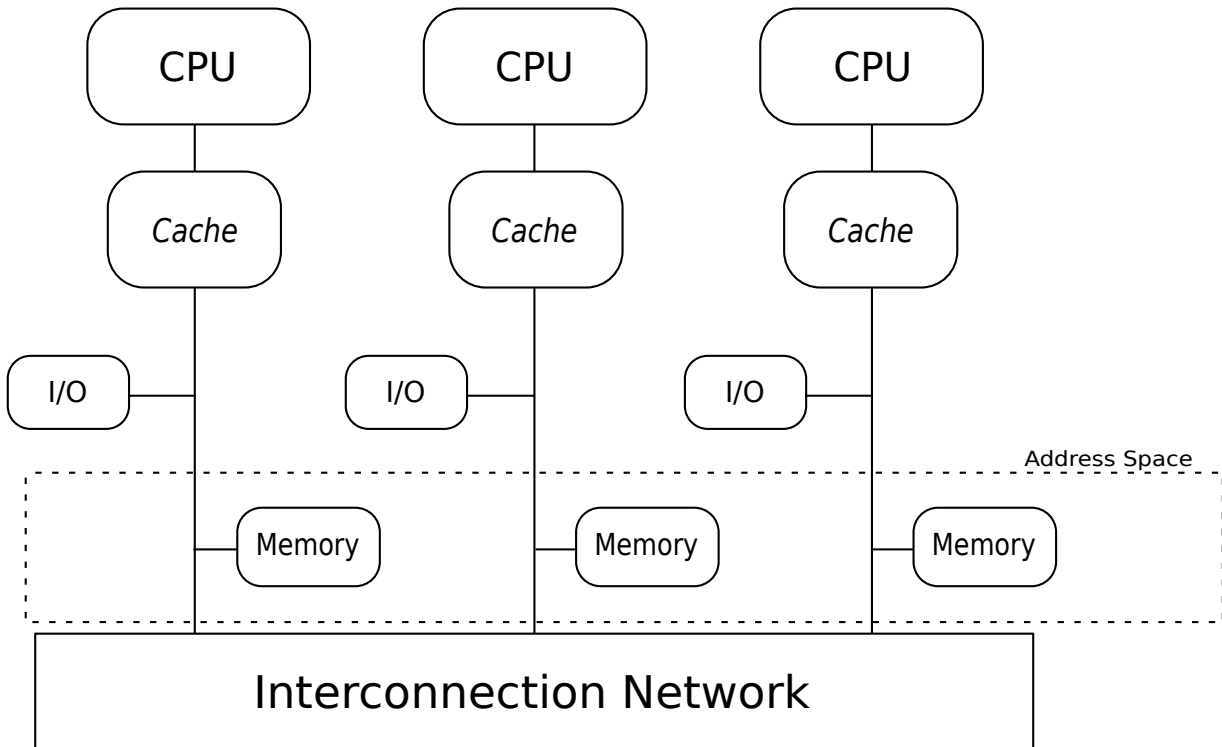 CPU CPU CPU
Cache Cache Cache
I/O I/O I/O
Address Space
Memory Memory Memory
Interconnection Network